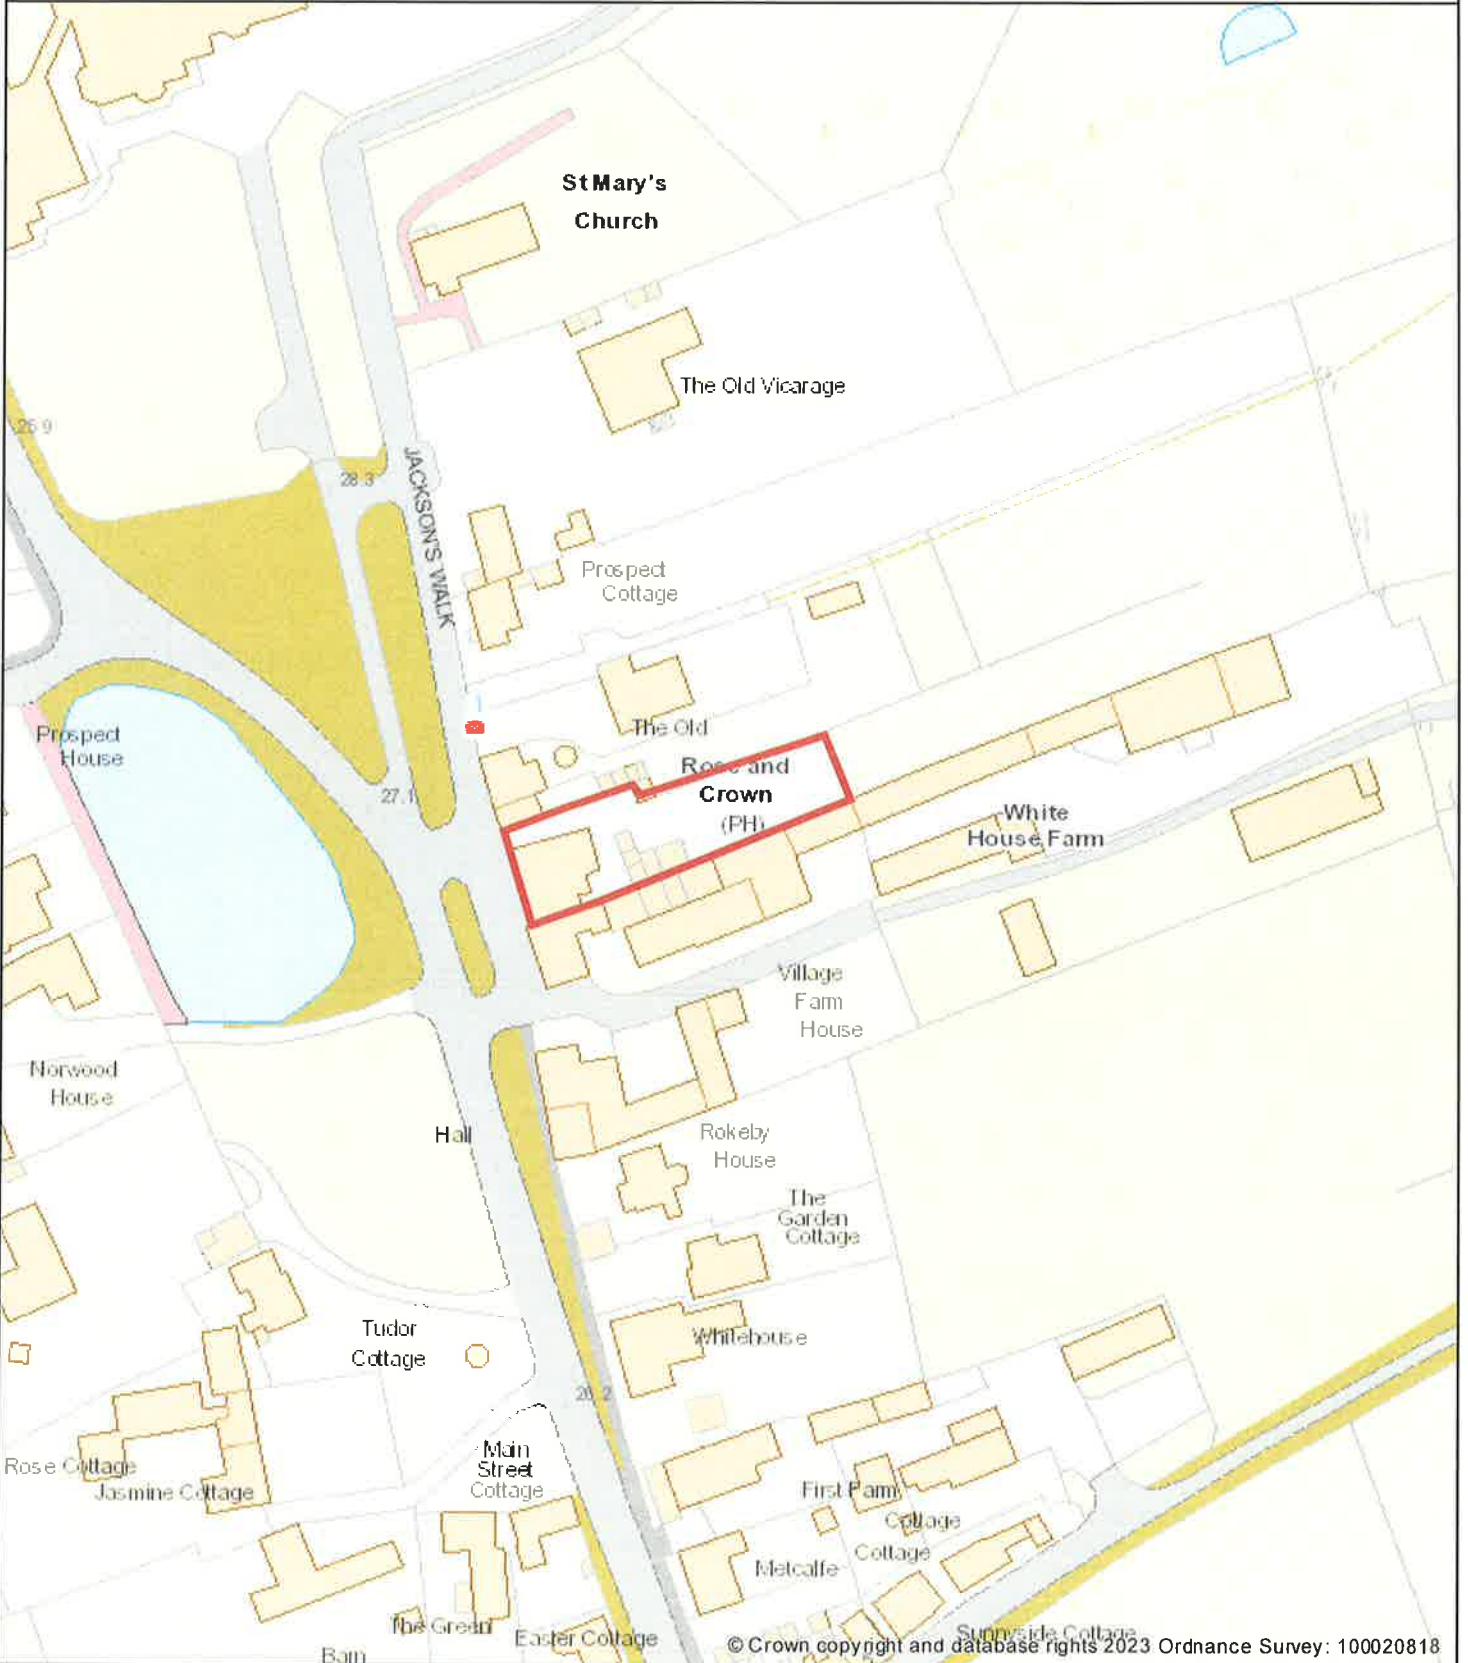 St Mary's
Church
The Old Vicarage
25.9
28.3
JACKSON'S WALK
Prospect
Cottage
The Old
Prospect
House
Rose and
Crown
(PH)
27.1
White
House Farm
Village
Farm
House
Norwood
House
Hall
Rokeby
House
The
Garden
Cottage
Tudor
Cottage
Whitehouse
Main
Street
Cottage
Rose Cottage
Jasmine Cottage
First Farm
Cottage
Cottage
Metcalfe
The Green
Easter Cottage
Sunnyside Cottage
Barn
© Crown copyright and database rights 2023 Ordnance Survey: 100020818